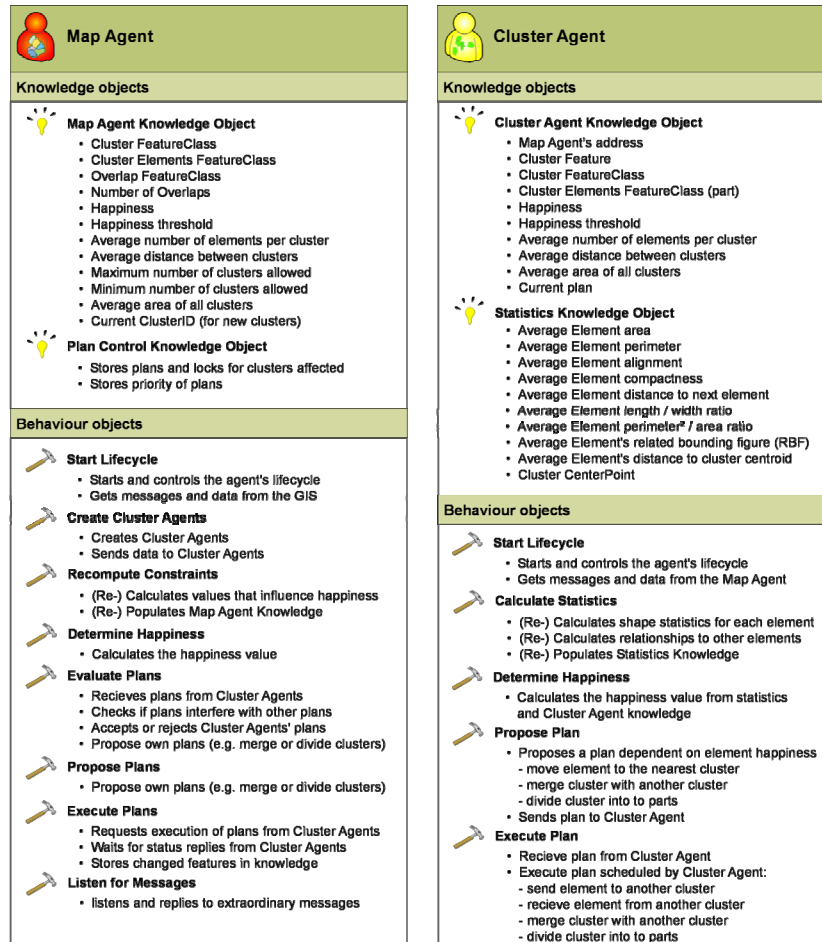 Map Agent
Knowledge objects
Map Agent Knowledge Object
• Cluster FeatureClass
• Cluster Elements FeatureClass
• Overlap FeatureClass
• Number of Overlaps
• Happiness
• Happiness threshold
• Average number of elements per cluster
• Average distance between clusters
• Maximum number of clusters allowed
• Minimum number of clusters allowed
• Average area of all clusters
• Current ClusterID (for new clusters)
Plan Control Knowledge Object
• Stores plans and locks for clusters affected
• Stores priority of plans
Behaviour objects
Start Lifecycle
• Starts and controls the agent's lifecycle
• Gets messages and data from the GIS
Create Cluster Agents
• Creates Cluster Agents
• Sends data to Cluster Agents
Recompute Constraints
• (Re-) Calculates values that influence happiness
• (Re-) Populates Map Agent Knowledge
Determine Happiness
• Calculates the happiness value
Evaluate Plans
• Recieves plans from Cluster Agents
• Checks if plans interfere with other plans
• Accepts or rejects Cluster Agents' plans
• Propose own plans (e.g. merge or divide clusters)
Propose Plans
• Propose own plans (e.g. merge or divide clusters)
Execute Plans
• Requests execution of plans from Cluster Agents
• Waits for status replies from Cluster Agents
• Stores changed features in knowledge
Listen for Messages
• listens and replies to extraordinary messages
Cluster Agent
Knowledge objects
Cluster Agent Knowledge Object
• Map Agent's address
• Cluster Feature
• Cluster FeatureClass
• Cluster Elements FeatureClass (part)
• Happiness
• Happiness threshold
• Average number of elements per cluster
• Average distance between clusters
• Average area of all clusters
• Current plan
Statistics Knowledge Object
• Average Element area
• Average Element perimeter
• Average Element alignment
• Average Element compactness
• Average Element distance to next element
• Average Element length / width ratio
• Average Element perimeter² / area ratio
• Average Element's related bounding figure (RBF)
• Average Element's distance to cluster centroid
• Cluster CenterPoint
Behaviour objects
Start Lifecycle
• Starts and controls the agent's lifecycle
• Gets messages and data from the Map Agent
Calculate Statistics
• (Re-) Calculates shape statistics for each element
• (Re-) Calculates relationships to other elements
• (Re-) Populates Statistics Knowledge
Determine Happiness
• Calculates the happiness value from statistics
and Cluster Agent knowledge
Propose Plan
• Proposes a plan dependent on element happiness
- move element to the nearest cluster
- merge cluster with another cluster
- divide cluster into to parts
• Sends plan to Cluster Agent
Execute Plan
• Recieve plan from Cluster Agent
• Execute plan scheduled by Cluster Agent:
- send element to another cluster
- recieve element from another cluster
- merge cluster with another cluster
- divide cluster into to parts